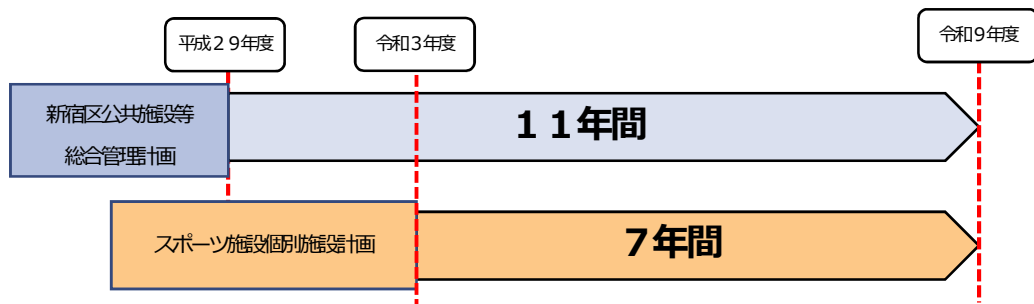 平成２９年度
令和3年度
令和9年度
新宿区公共施設等
総合管理計画
１１年間
スポーツ施設個別施設計画
７年間